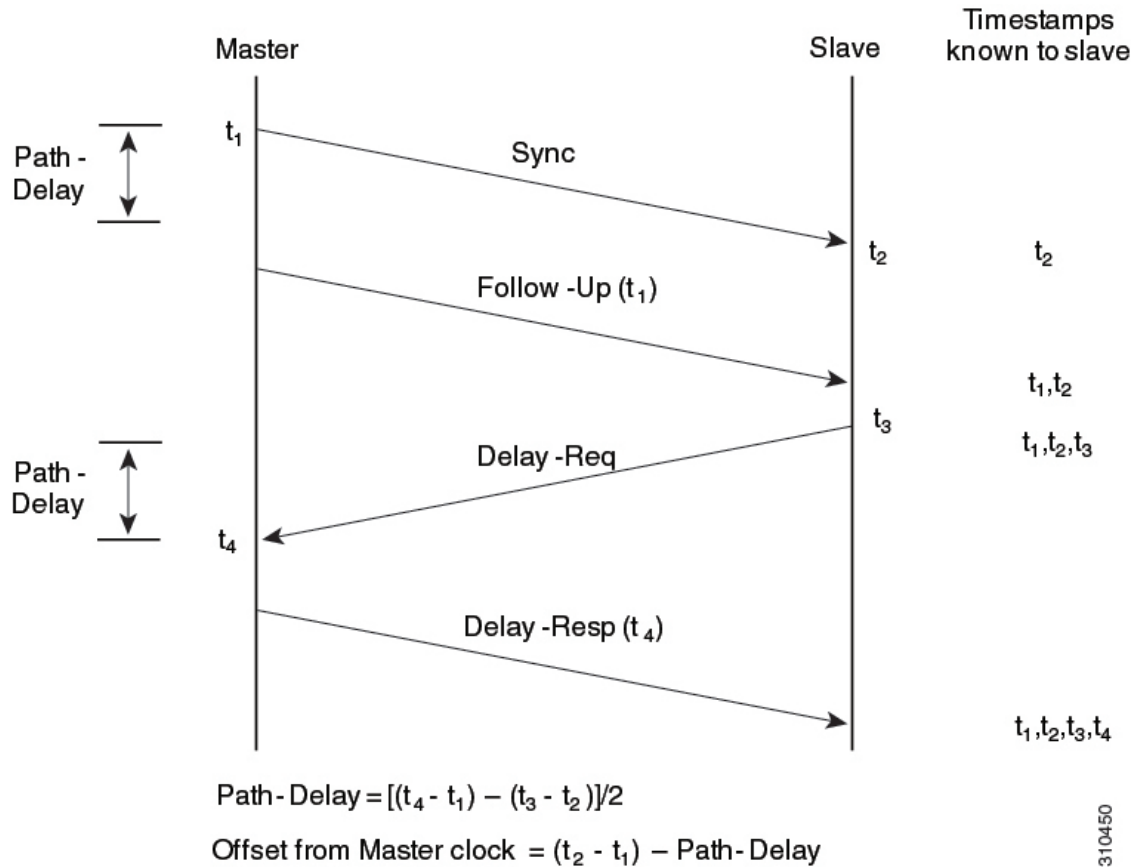 Timestamps
known to slave
Master
Slave
t₁
Path -
Delay
Sync
t₂
t₂
Follow -Up (t₁)
t₁,t₂
t₃
t₁,t₂,t₃
Delay -Req
Path -
Delay
t₄
Delay -Resp (t₄)
t₁,t₂,t₃,t₄
Path-Delay = [(t₄ - t₁) – (t₃ - t₂)]/2
Offset from Master clock = (t₂ - t₁) – Path-Delay
310450